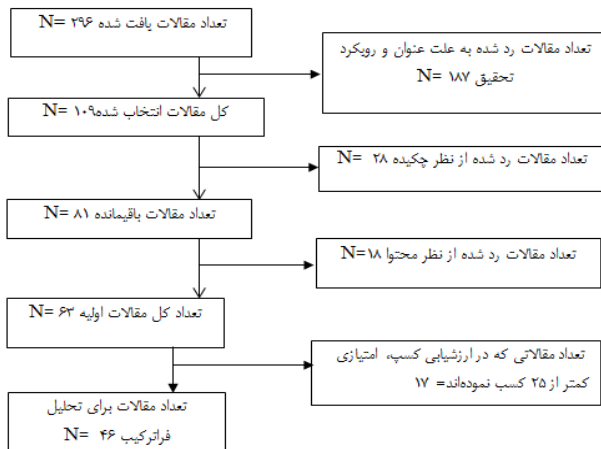 تعداد مقالات یافت شده N= ۲۹۶
تعداد مقالات رد شده به علت عنوان و رویکرد
تحقیق N= ۱۸۷
کل مقالات انتخاب شده N= ۱۰۹
تعداد مقالات رد شده از نظر چکیده N= ۲۸
تعداد مقالات باقیمانده N= ۸۱
تعداد مقالات رد شده از نظر محتوا N=۱۸
تعداد کل مقالات اولیه N= ۶۳
تعداد مقالاتی که در ارزشیابی کسپ، امتیازی
کمتر از ۲۵ کسب نموده‌اند= ۱۷
تعداد مقالات برای تحلیل
فراترکیب N= ۴۶